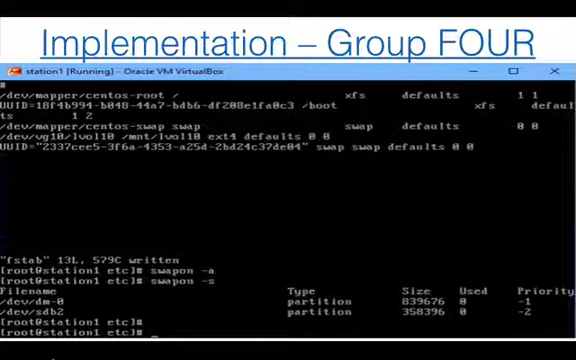 Implementation – Group FOUR
station1 [Running] - Oracle VM VirtualBox
#
/dev/mapper/centos-root / xfs defaults 1 1
UUID=18f4b994-b048-44a7-bdb6-df208e1fa0c3 /boot xfs defaul
ts 1 2
/dev/mapper/centos-swap swap swap defaults 0 0
/dev/vg10/lvol10 /mnt/lvol10 ext4 defaults 0 0
UUID="2337cee5-3f6a-4353-a25d-2bd24c37de04" swap swap defaults 0 0
"fstab" 13L, 579C written
[root@station1 etc]# swapon -a
[root@station1 etc]# swapon -s
Filename Type Size Used Priority
/dev/dm-0 partition 839676 0 -1
/dev/sdb2 partition 358396 0 -2
[root@station1 etc]#
[root@station1 etc]# _